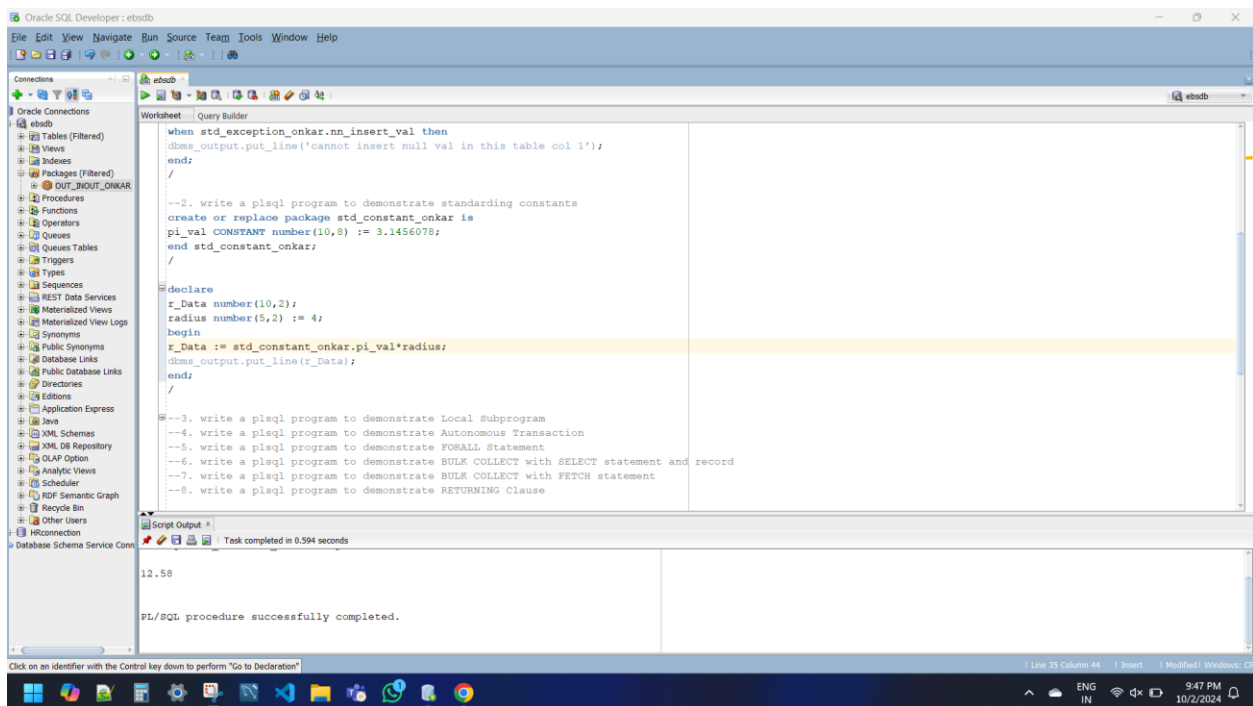 Oracle SQL Developer : ebsdb
File Edit View Navigate Run Source Team Tools Window Help
Connections
Oracle Connections
ebsdb
Tables (Filtered)
Views
Indexes
Packages (Filtered)
OUT_INOUT_ONKAR
Procedures
Functions
Operators
Queues
Queues Tables
Triggers
Types
Sequences
REST Data Services
Materialized Views
Materialized View Logs
Synonyms
Public Synonyms
Database Links
Public Database Links
Directories
Editions
Application Express
Java
XML Schemas
XML DB Repository
OLAP Option
Analytic Views
Scheduler
RDF Semantic Graph
Recycle Bin
Other Users
HRconnection
Database Schema Service Conn
ebsdb
ebsdb
Worksheet Query Builder
when std_exception_onkar.nn_insert_val then
dbms_output.put_line('cannot insert null val in this table col 1');
end;
/
--2. write a plsql program to demonstrate standarding constants
create or replace package std_constant_onkar is
pi_val CONSTANT number(10,8) := 3.1456078;
end std_constant_onkar;
/
declare
r_Data number(10,2);
radius number(5,2) := 4;
begin
r_Data := std_constant_onkar.pi_val*radius;
dbms_output.put_line(r_Data);
end;
/
--3. write a plsql program to demonstrate Local Subprogram
--4. write a plsql program to demonstrate Autonomous Transaction
--5. write a plsql program to demonstrate FORALL Statement
--6. write a plsql program to demonstrate BULK COLLECT with SELECT statement and record
--7. write a plsql program to demonstrate BULK COLLECT with FETCH statement
--8. write a plsql program to demonstrate RETURNING Clause
Script Output
Task completed in 0.594 seconds
12.58
PL/SQL procedure successfully completed.
Click on an identifier with the Control key down to perform "Go to Declaration"
Line 35 Column 44 Insert Modified Windows: CR
ENG
IN
9:47 PM
10/2/2024